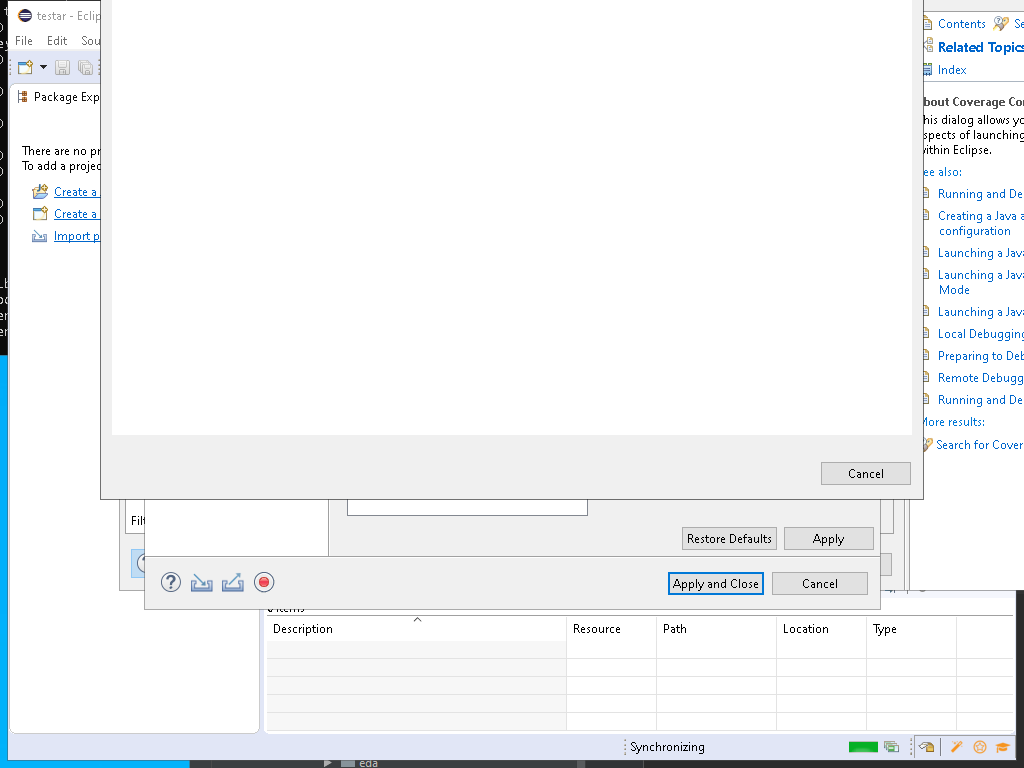 testar - Eclip
File Edit Sou
Package Exp
There are no pr
To add a projec
Create a
Create a
Import p
Contents Se
Related Topics
Index
bout Coverage Co
his dialog allows yo
spects of launching
within Eclipse.
ee also:
Running and De
Creating a Java a
configuration
Launching a Java
Launching a Java
Mode
Launching a Java
Local Debugging
Preparing to Deb
Remote Debugg
Running and De
More results:
Search for Cover
Cancel
Filt
Restore Defaults Apply
Apply and Close Cancel
Description Resource Path Location Type
Synchronizing
eda